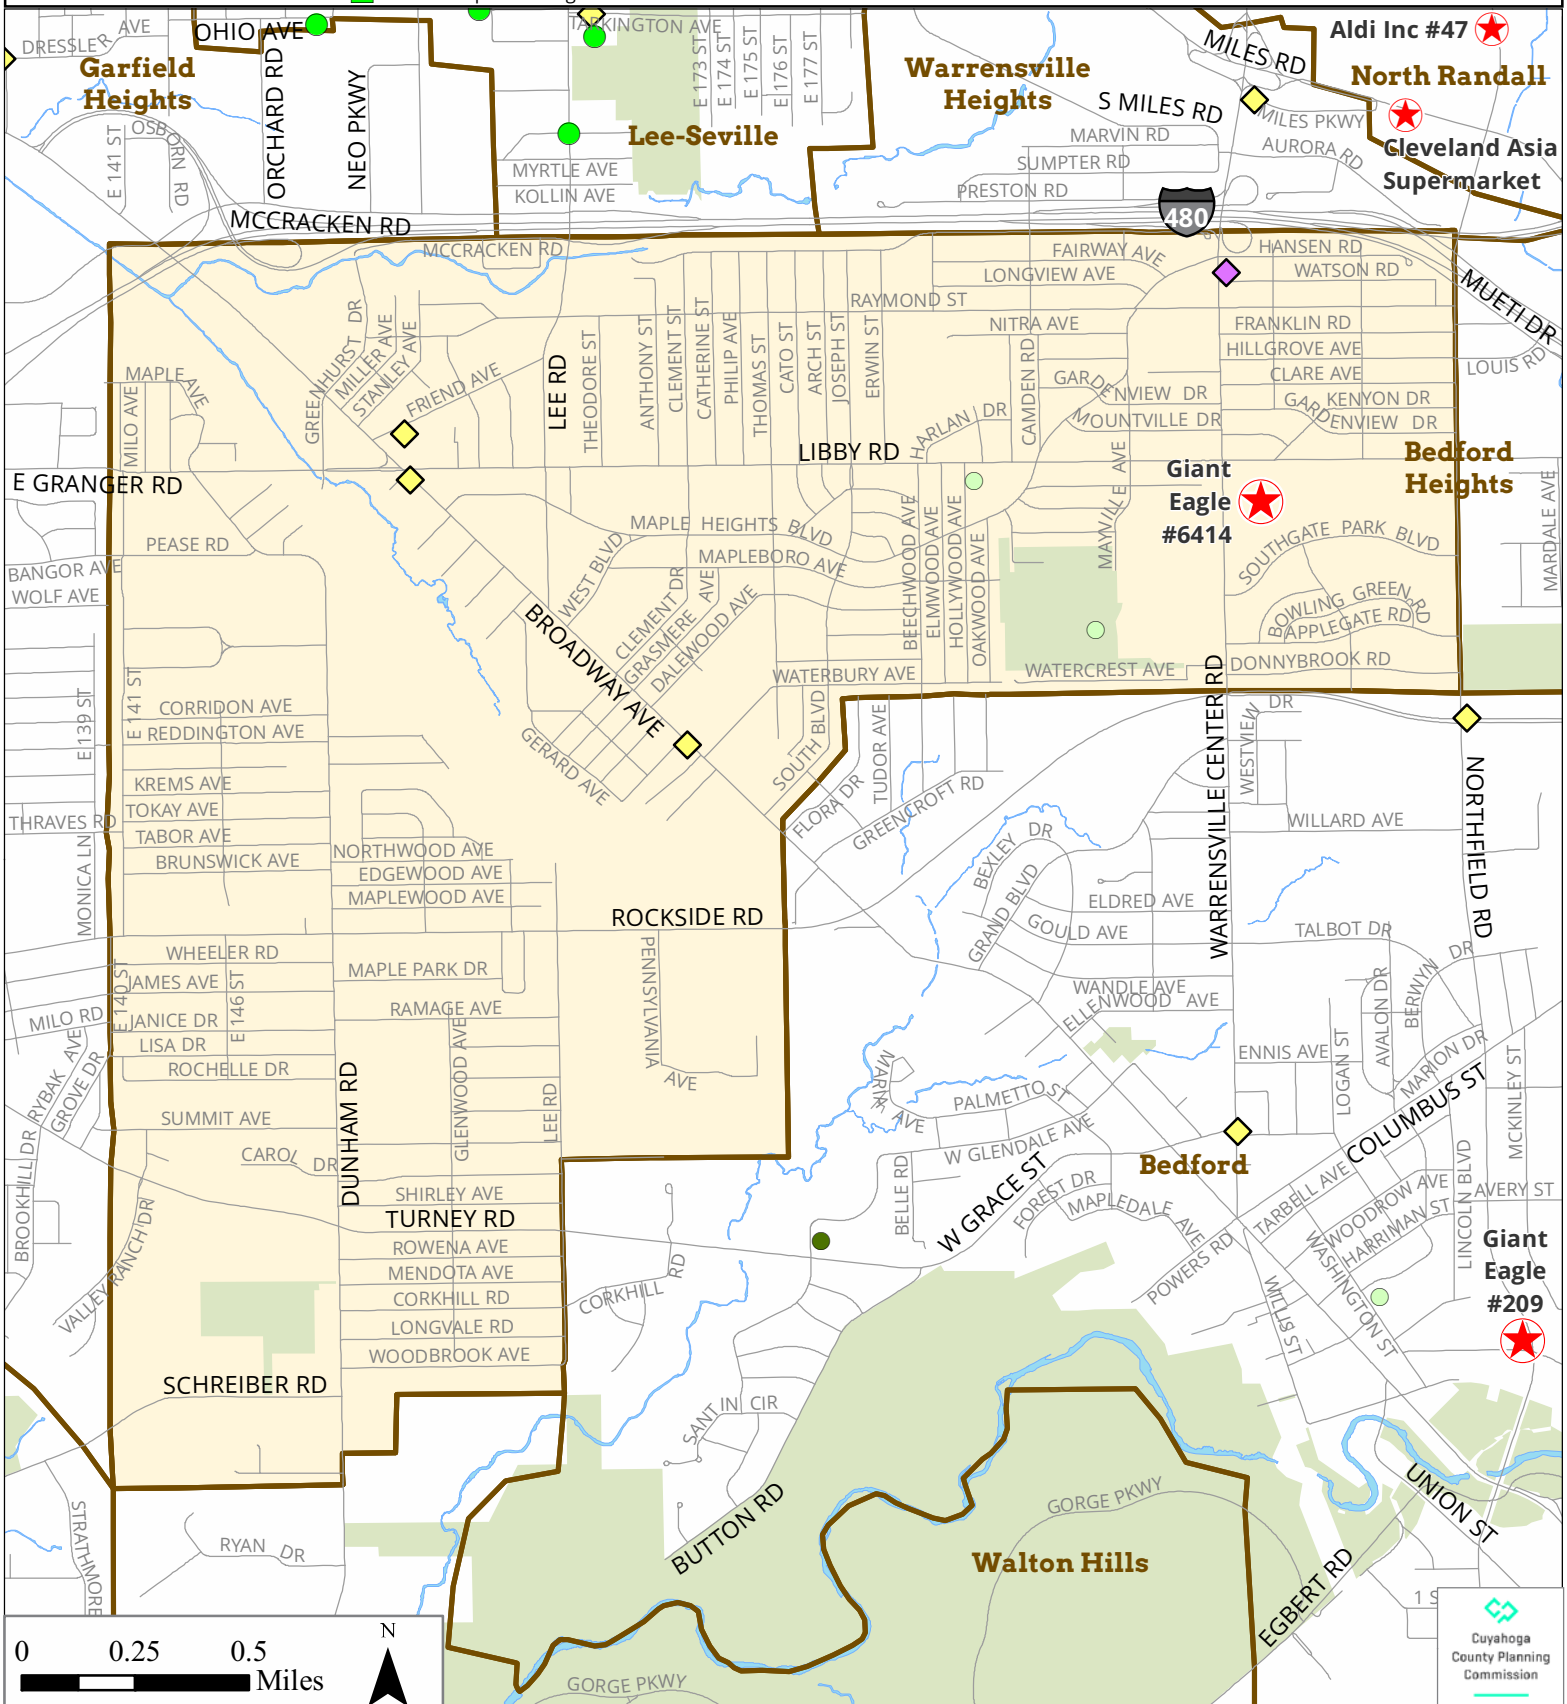 OHIO AVE
TARKINGTON AVE
DRESSLER AVE
Garfield
Heights
ORCHARD RD
NEO PKWY
E 141 ST
OSBORN RD
E 173 ST
E 174 ST
E 175 ST
E 176 ST
E 177 ST
Lee-Seville
Warrensville
Heights
MILES RD
Aldi Inc #47
North Randall
S MILES RD
MILES PKWY
Cleveland Asia
Supermarket
MARVIN RD
AURORA RD
SUMPTER RD
PRESTON RD
MYRTLE AVE
KOLLIN AVE
480
MCCRACKEN RD
MCCRACKEN RD
FAIRWAY AVE
HANSEN RD
LONGVIEW AVE
WATSON RD
MUETI DR
RAYMOND ST
NITRA AVE
FRANKLIN RD
HILLGROVE AVE
LOUIS RD
CLARE AVE
KENYON DR
GARDENVIEW DR
GARDENVIEW DR
MOUNTVILLE DR
GREENHURST DR
MILLER AVE
STANLEY AVE
FRIEND AVE
MAPLE AVE
MILO AVE
LEE RD
THEODORE ST
ANTHONY ST
CLEMENT ST
CATHERINE ST
PHILIP AVE
THOMAS ST
CATO ST
ARCH ST
JOSEPH ST
ERWIN ST
HARLAN DR
CAMDEN RD
LIBBY RD
E GRANGER RD
Bedford
Heights
Giant
Eagle
#6414
MAYVILLE AVE
MARDALE AVE
PEASE RD
BANGOR AVE
WOLF AVE
MAPLE HEIGHTS BLVD
MAPLEBORO AVE
WEST BLVD
CLEMENT DR
GRASMERE AVE
DALEWOOD AVE
BEECHWOOD AVE
ELMWOOD AVE
HOLLYWOOD AVE
OAKWOOD AVE
SOUTHGATE PARK BLVD
BOWLING GREEN RD
APPLEGATE RD
DONNYBROOK RD
WATERCREST AVE
WATERBURY AVE
BROADWAY AVE
GERARD AVE
SOUTH BLVD
E 139 ST
E 141 ST
CORRIDON AVE
REDDINGTON AVE
KREMS AVE
TOKAY AVE
THRAVES RD
TABOR AVE
BRUNSWICK AVE
MONICA LN
NORTHWOOD AVE
EDGEWOOD AVE
MAPLEWOOD AVE
ROCKSIDE RD
FLORA DR
TUDOR AVE
GREENCROFT RD
WARRENSVILLE CENTER RD
WESTVIEW DR
NORTHFIELD RD
WILLARD AVE
BEXLEY DR
GRAND BLVD
ELDRED AVE
GOULD AVE
TALBOT DR
BERWYN DR
AVALON DR
WANDLE AVE
ELLENWOOD AVE
WHEELER RD
JAMES AVE
E 140 ST
E 146 ST
JANICE DR
LISA DR
ROCHELLE DR
MILO RD
RYBAK AVE
GROVE DR
MAPLE PARK DR
RAMAGE AVE
PENNSYLVANIA AVE
GLENWOOD AVE
LEE RD
DUNHAM RD
SUMMIT AVE
CAROL DR
BROOKHILL DR
VALLEY RANCH DR
SHIRLEY AVE
TURNEY RD
ROWENA AVE
MENDOTA AVE
CORKHILL RD
LONGVALE RD
WOODBROOK AVE
SCHREIBER RD
CORKHILL RD
MARIA AVE
PALMETTO ST
W GLENDALE AVE
BELLE RD
W GRACE ST
FOREST DR
MAPLEDALE AVE
ENNIS AVE
LOGAN ST
MARION DR
COLUMBUS ST
MCKINLEY ST
Bedford
POWERS RD
TARBELL AVE
WOODROW AVE
HARRIMAN ST
WASHINGTON ST
WILLIS ST
LINCOLN BLVD
AVERY ST
Giant
Eagle
#209
SANTIN CIR
BUTTON RD
GORGE PKWY
Walton Hills
UNION ST
EGBERT RD
STRATHMORE
RYAN DR
GORGE PKWY
1 S
0 0.25 0.5
Miles
N
Cuyahoga
County Planning
Commission